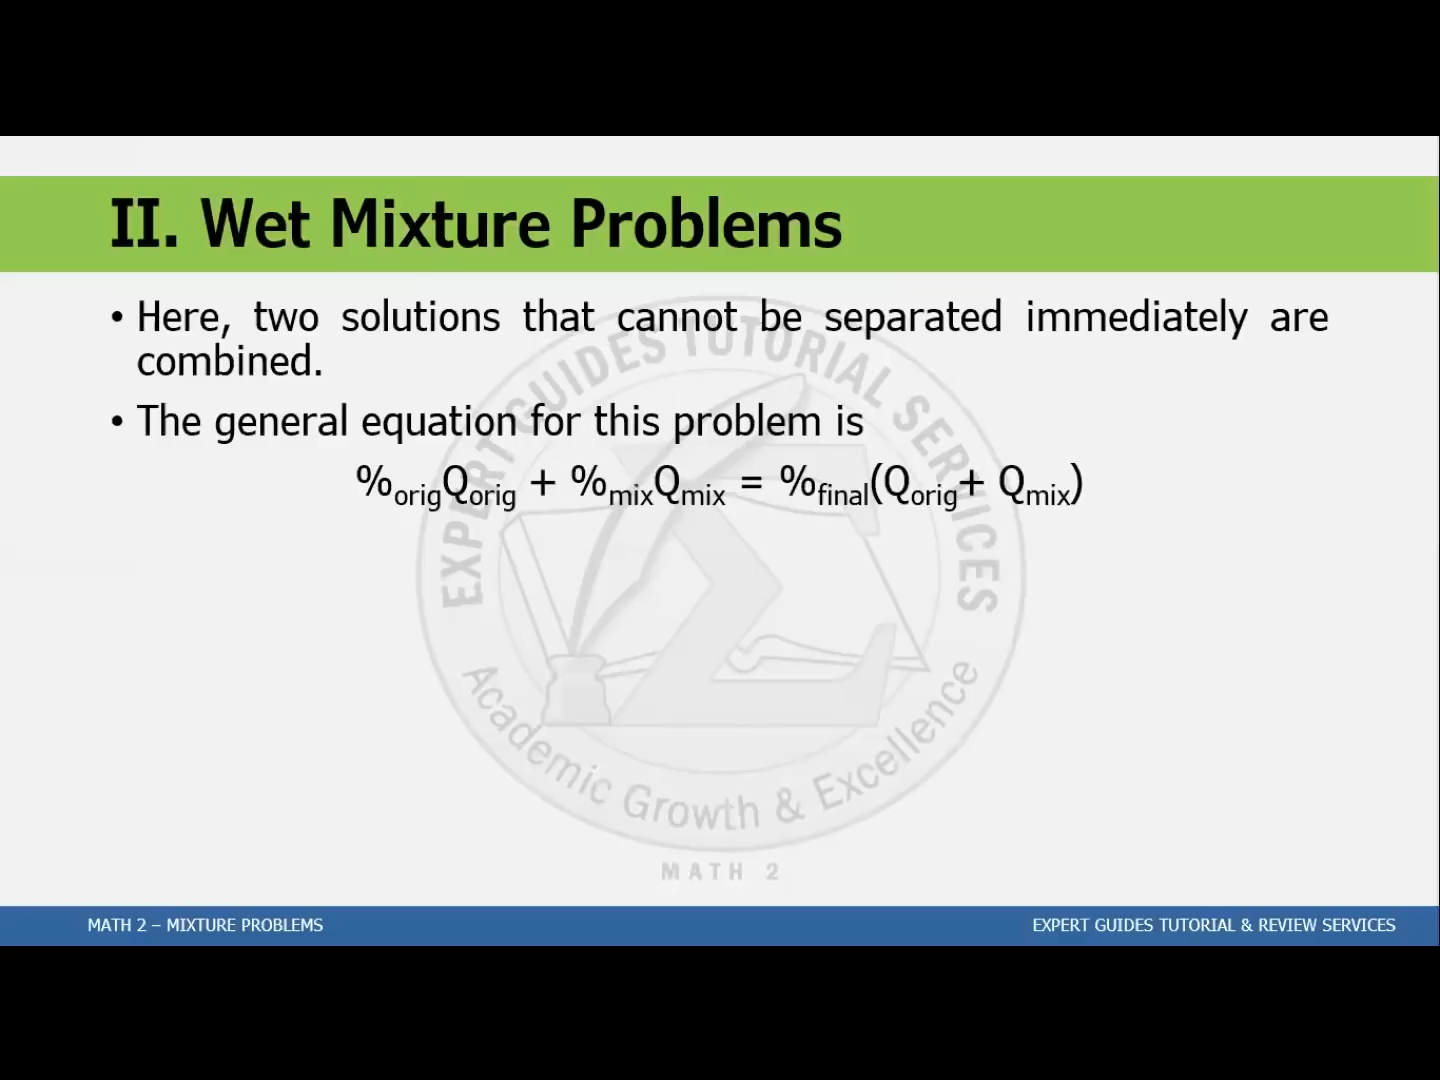 II. Wet Mixture Problems
• Here, two solutions that cannot be separated immediately are
combined.
• The general equation for this problem is
%origQorig + %mixQmix = %final(Qorig+ Qmix)
EXPERT GUIDES TUTORIAL SERVICES
Academic Growth & Excellence
MATH 2
MATH 2 – MIXTURE PROBLEMS
EXPERT GUIDES TUTORIAL & REVIEW SERVICES